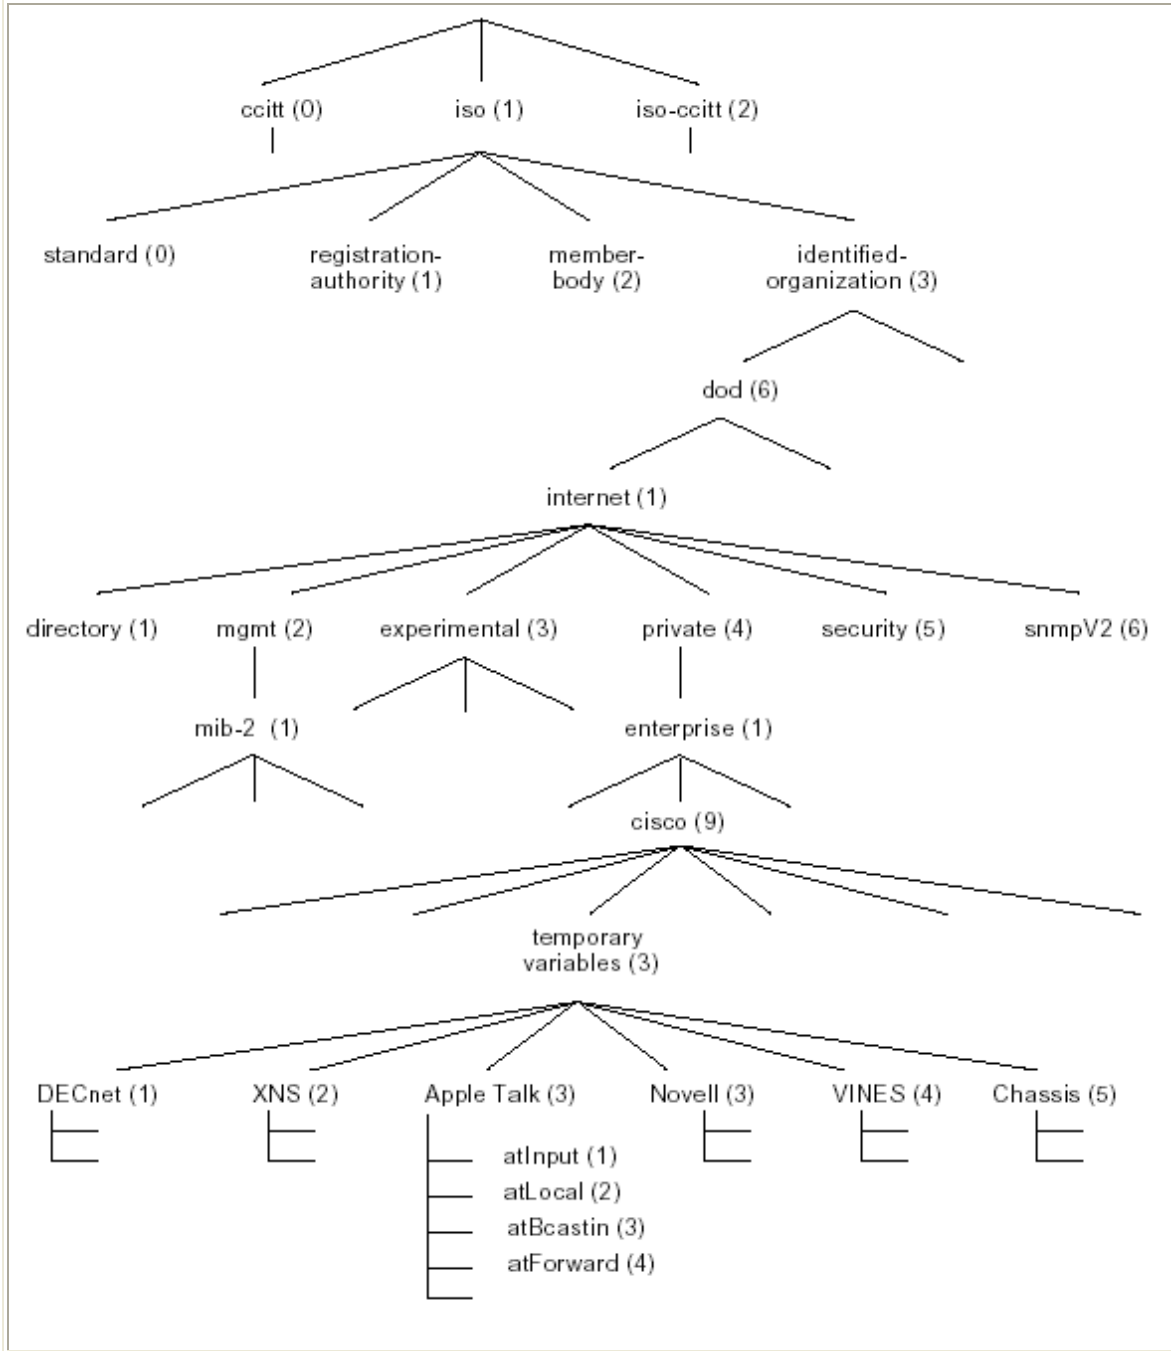 ccitt (0) iso (1) iso-ccitt (2)
standard (0) registration- member- identified-
authority (1) body (2) organization (3)
dod (6)
internet (1)
directory (1) mgmt (2) experimental (3) private (4) security (5) snmpV2 (6)
mib-2 (1) enterprise (1)
cisco (9)
temporary
variables (3)
DECnet (1) XNS (2) Apple Talk (3) Novell (3) VINES (4) Chassis (5)
atInput (1)
atLocal (2)
atBcastin (3)
atForward (4)